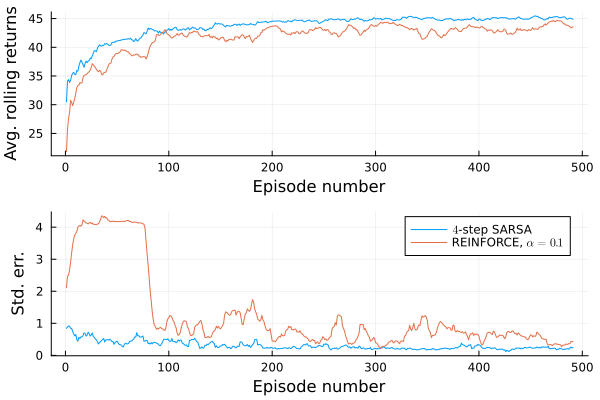 Avg. rolling returns
45
40
35
30
25
0 100 200 300 400 500
Episode number
Std. err.
4
3
2
1
0
4-step SARSA
REINFORCE, α = 0.1
0 100 200 300 400 500
Episode number